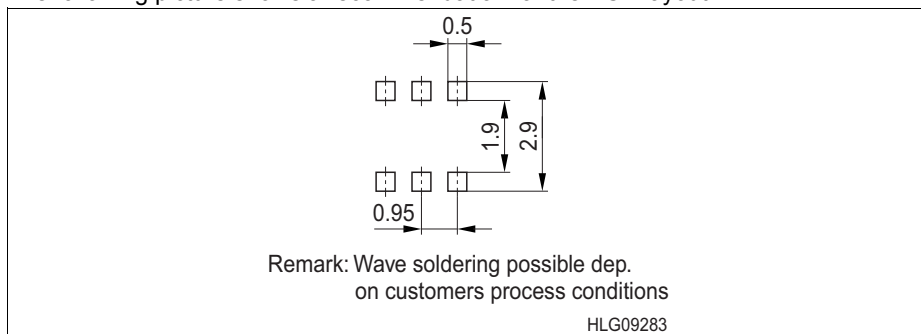 0.5
1.9
2.9
0.95
Remark: Wave soldering possible dep.
on customers process conditions
HLG09283